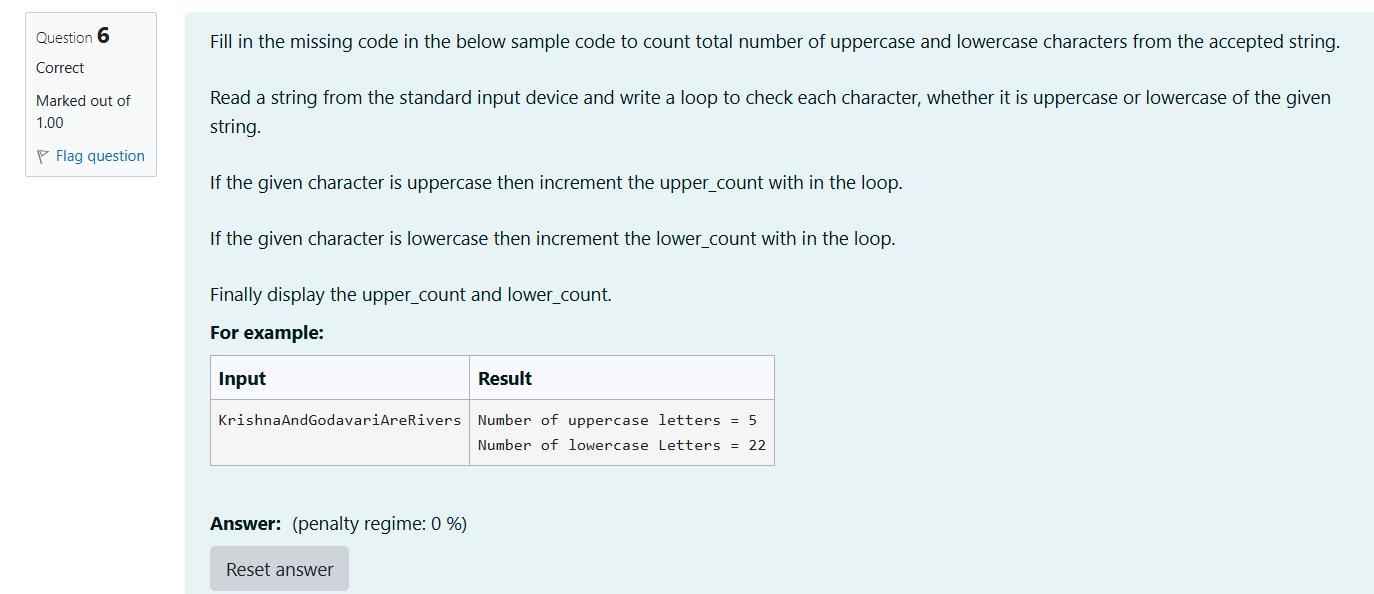 Question 6
Correct
Marked out of
1.00
Flag question
Fill in the missing code in the below sample code to count total number of uppercase and lowercase characters from the accepted string.
Read a string from the standard input device and write a loop to check each character, whether it is uppercase or lowercase of the given
string.
If the given character is uppercase then increment the upper_count with in the loop.
If the given character is lowercase then increment the lower_count with in the loop.
Finally display the upper_count and lower_count.
For example:
Input Result
KrishnaAndGodavariAreRivers Number of uppercase letters = 5
Number of lowercase Letters = 22
Answer: (penalty regime: 0 %)
Reset answer